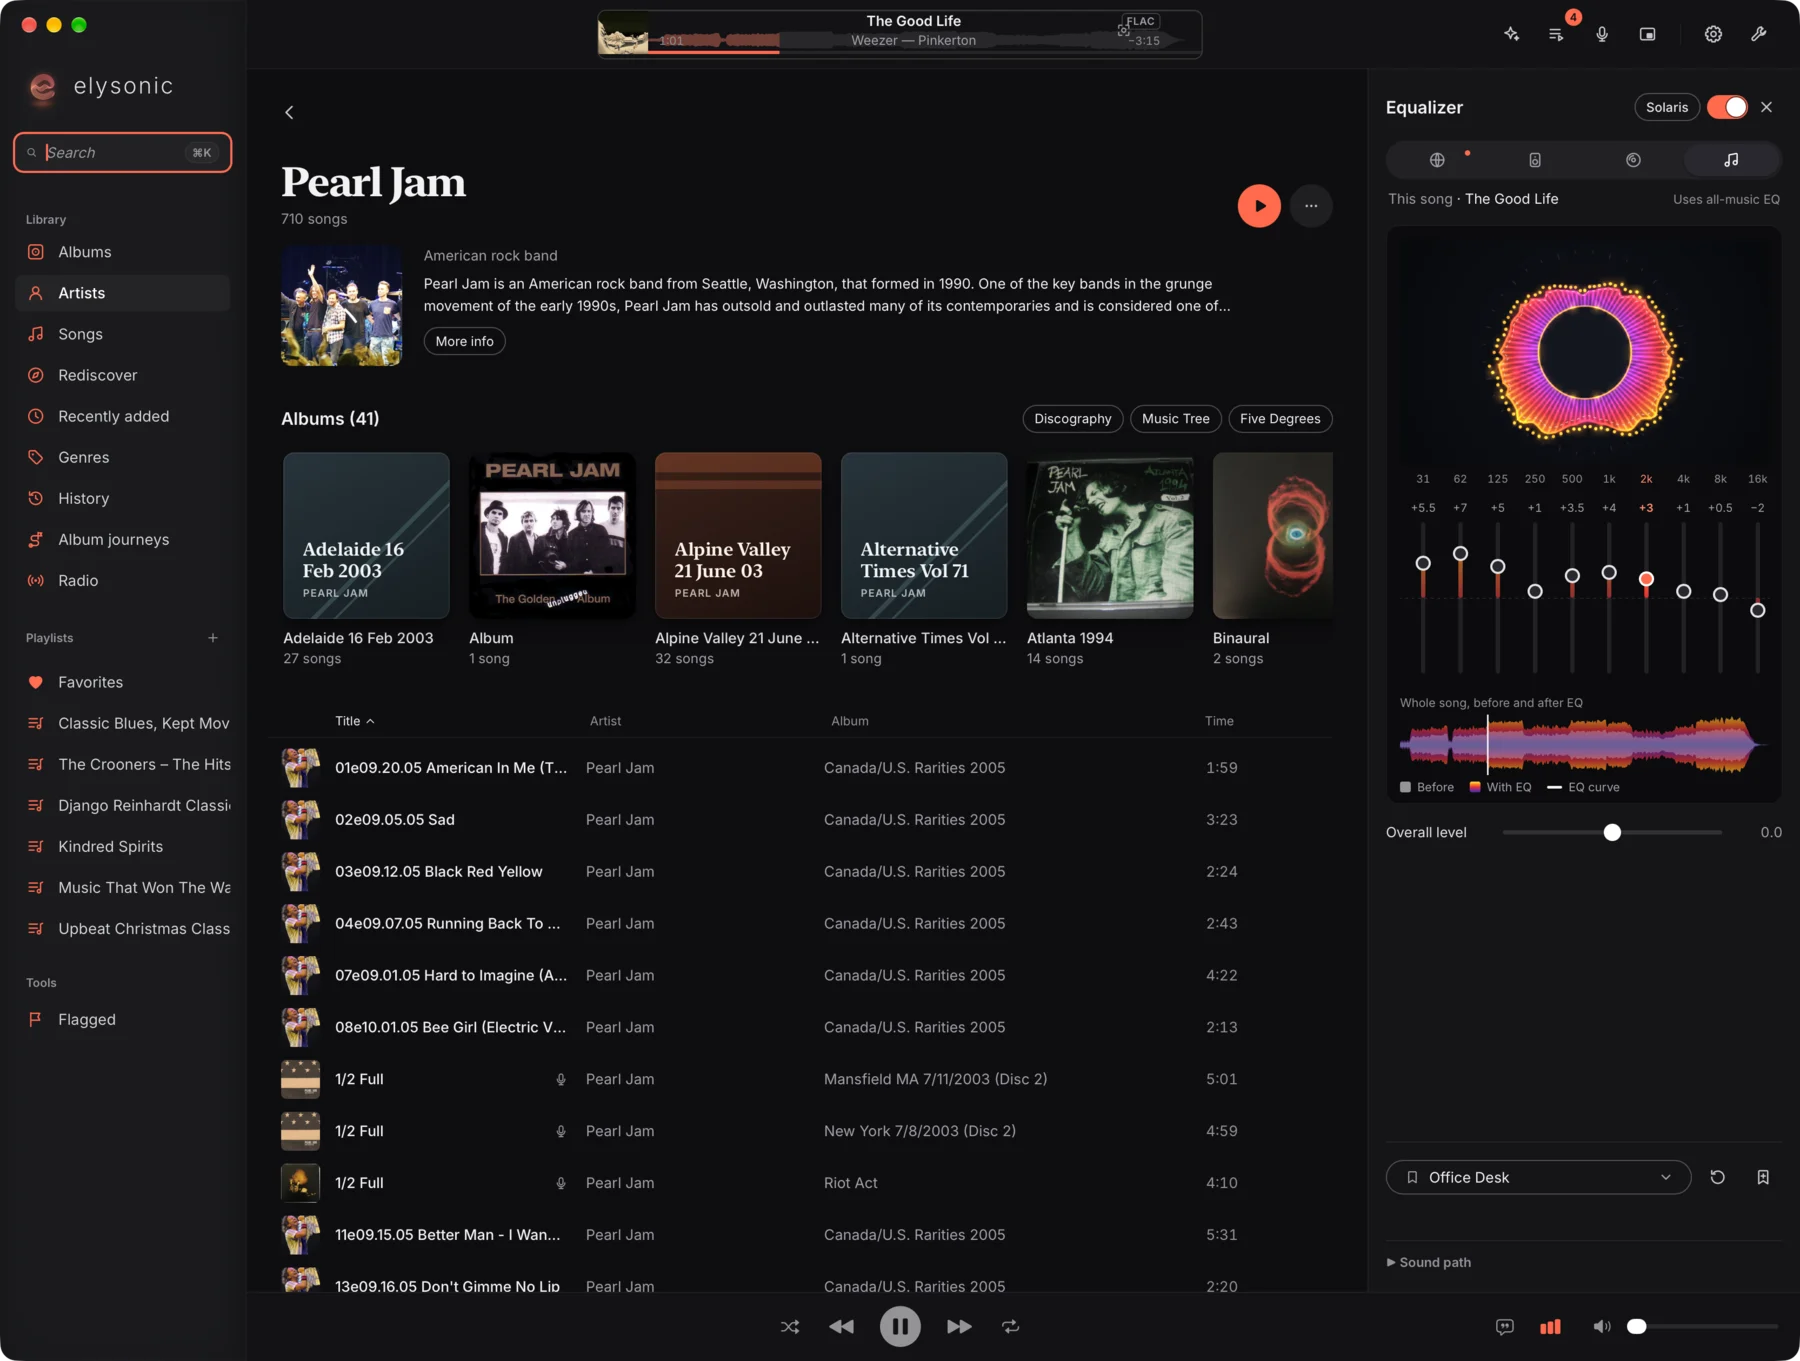 elysonic
Search ⌘K
Library
Albums
Artists
Songs
Rediscover
Recently added
Genres
History
Album journeys
Radio
Playlists
Favorites
Classic Blues, Kept Mov
The Crooners – The Hits
Django Reinhardt Classi
Kindred Spirits
Music That Won The Wa
Upbeat Christmas Class
Tools
Flagged
The Good Life
FLAC
1:01
Weezer — Pinkerton
−3:15
4
Pearl Jam
710 songs
American rock band
Pearl Jam is an American rock band from Seattle, Washington, that formed in 1990. One of the key bands in the grunge
movement of the early 1990s, Pearl Jam has outsold and outlasted many of its contemporaries and is considered one of...
More info
Albums (41)
Discography
Music Tree
Five Degrees
Adelaide 16
Feb 2003
PEARL JAM
Adelaide 16 Feb 2003
27 songs
PEARL JAM
The Golden unplugged Album
Album
1 song
Alpine Valley
21 June 03
PEARL JAM
Alpine Valley 21 June ...
32 songs
Alternative
Times Vol 71
PEARL JAM
Alternative Times Vol ...
1 song
PEARL
JAM
Atlanta
1994
Atlanta 1994
14 songs
Binaural
2 songs
Title Artist Album Time
01e09.20.05 American In Me (T... Pearl Jam Canada/U.S. Rarities 2005 1:59
02e09.05.05 Sad Pearl Jam Canada/U.S. Rarities 2005 3:23
03e09.12.05 Black Red Yellow Pearl Jam Canada/U.S. Rarities 2005 2:24
04e09.07.05 Running Back To ... Pearl Jam Canada/U.S. Rarities 2005 2:43
07e09.01.05 Hard to Imagine (A... Pearl Jam Canada/U.S. Rarities 2005 4:22
08e10.01.05 Bee Girl (Electric V... Pearl Jam Canada/U.S. Rarities 2005 2:13
1/2 Full Pearl Jam Mansfield MA 7/11/2003 (Disc 2) 5:01
1/2 Full Pearl Jam New York 7/8/2003 (Disc 2) 4:59
1/2 Full Pearl Jam Riot Act 4:10
11e09.15.05 Better Man - I Wan... Pearl Jam Canada/U.S. Rarities 2005 5:31
13e09.16.05 Don't Gimme No Lip Pearl Jam Canada/U.S. Rarities 2005 2:20
Equalizer
Solaris
This song · The Good Life
Uses all-music EQ
31 62 125 250 500 1k 2k 4k 8k 16k
+5.5 +7 +5 +1 +3.5 +4 +3 +1 +0.5 −2
Whole song, before and after EQ
Before With EQ EQ curve
Overall level 0.0
Office Desk
Sound path